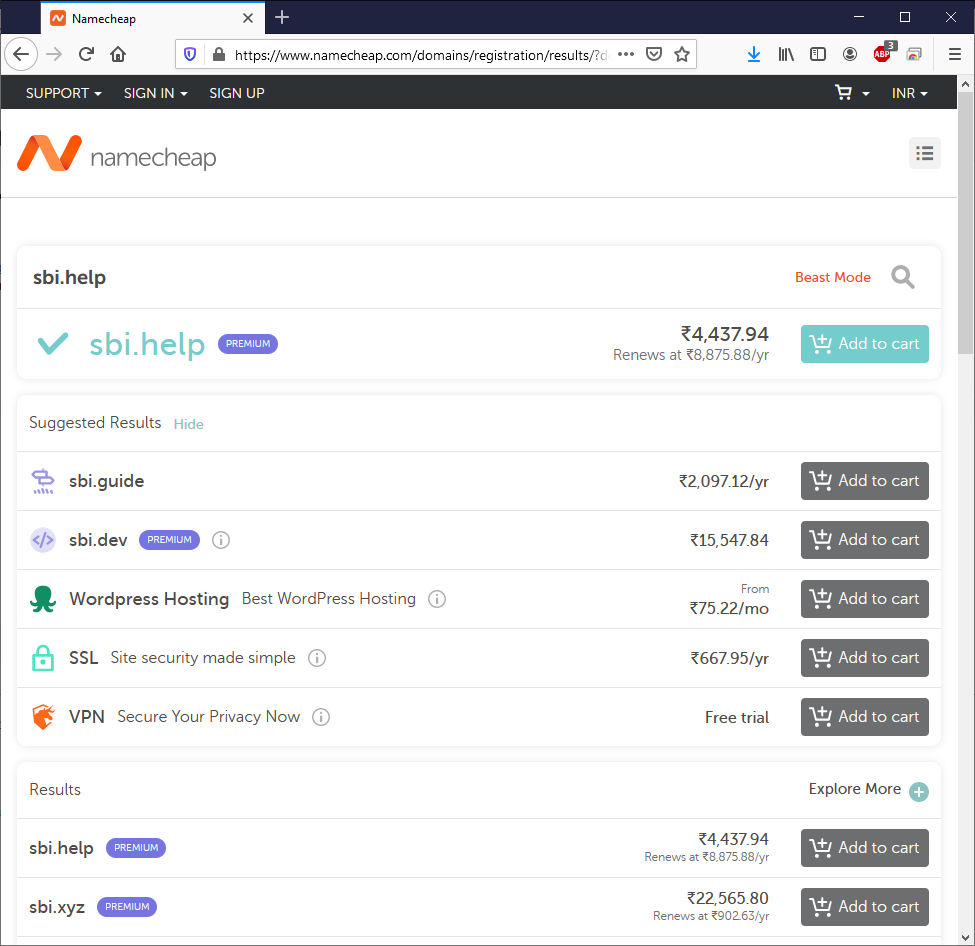 Namecheap
https://www.namecheap.com/domains/registration/results/?d
ABP 3
SUPPORT SIGN IN SIGN UP INR
namecheap
sbi.help Beast Mode
sbi.help PREMIUM ₹4,437.94 Add to cart
Renews at ₹8,875.88/yr
Suggested Results Hide
sbi.guide ₹2,097.12/yr Add to cart
sbi.dev PREMIUM ₹15,547.84 Add to cart
Wordpress Hosting Best WordPress Hosting From ₹75.22/mo Add to cart
SSL Site security made simple ₹667.95/yr Add to cart
VPN Secure Your Privacy Now Free trial Add to cart
Results Explore More
sbi.help PREMIUM ₹4,437.94 Add to cart
Renews at ₹8,875.88/yr
sbi.xyz PREMIUM ₹22,565.80 Add to cart
Renews at ₹902.63/yr